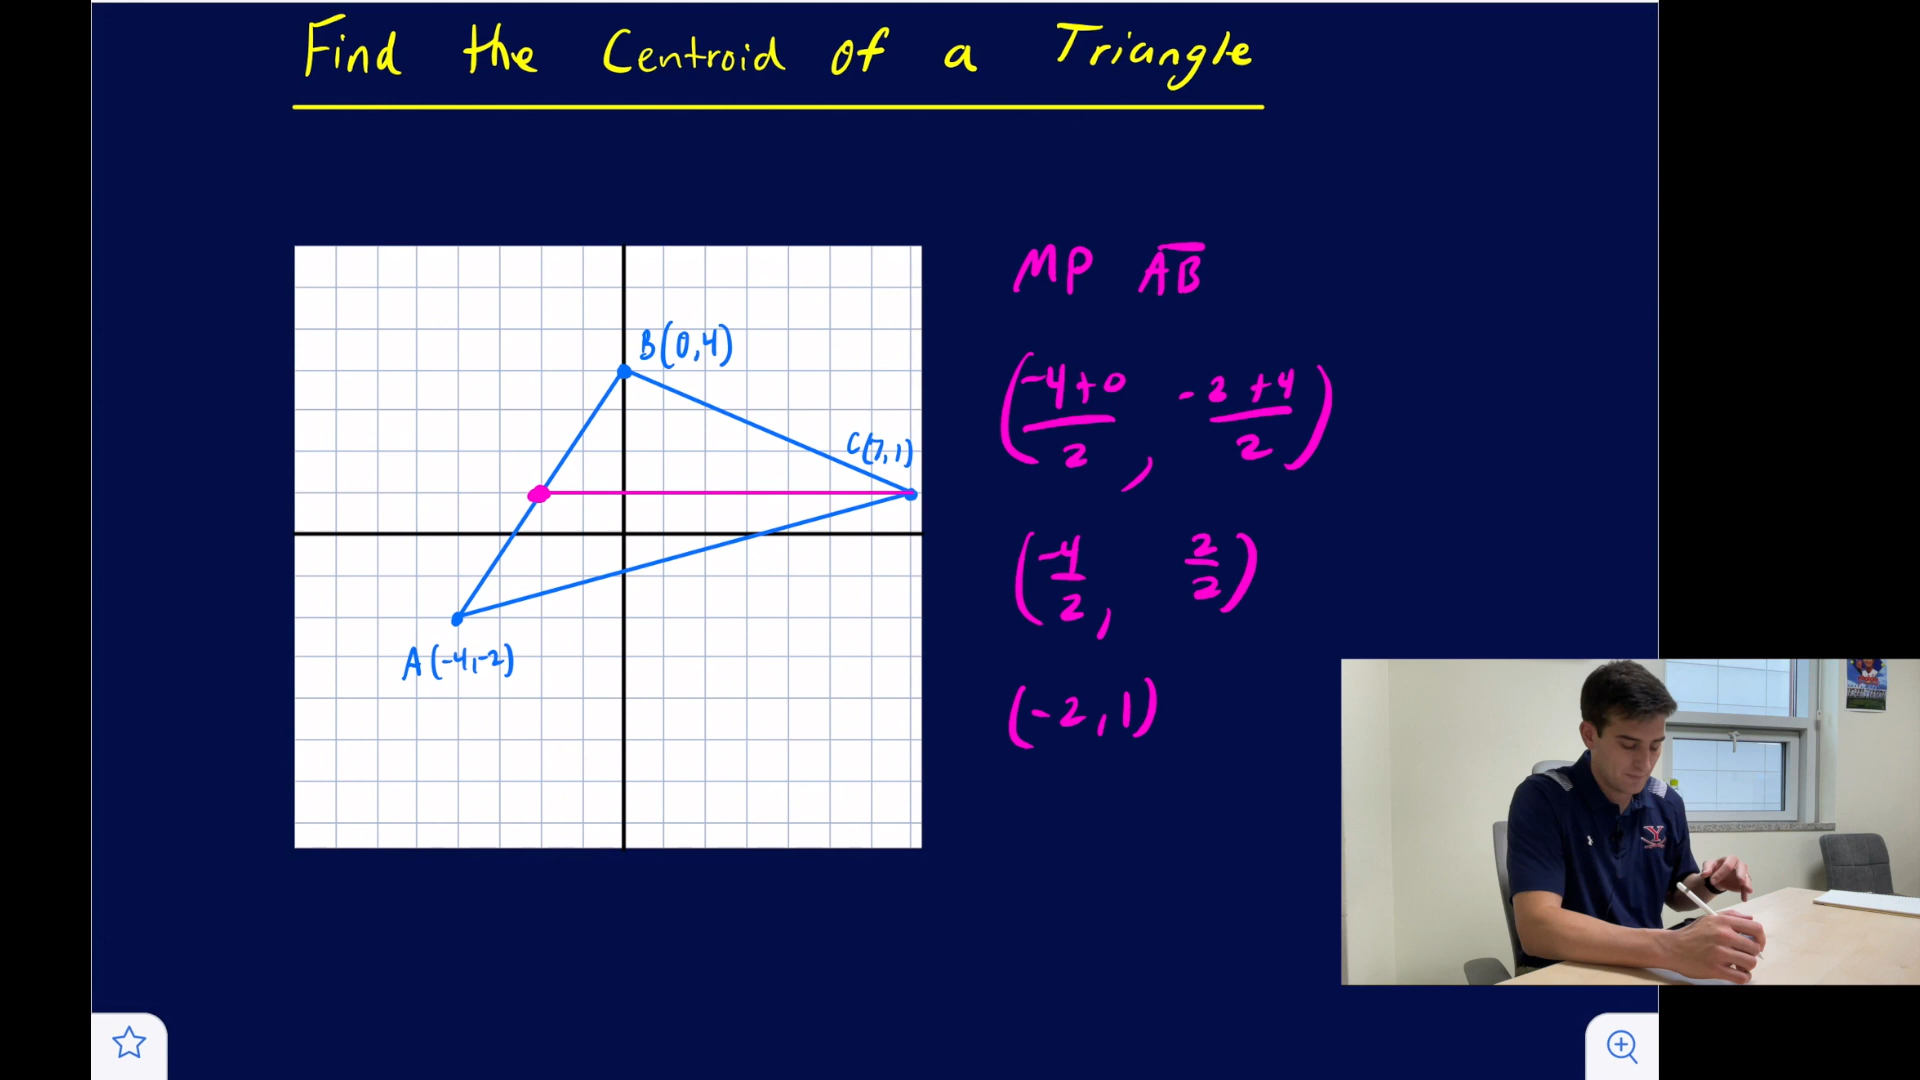 Find the Centroid of a Triangle
MP A̅B̅
B(0,4)
(-4+0/2, -2+4/2)
C(7,1)
(-4/2, 2/2)
A(-4,-2)
(-2,1)
Y